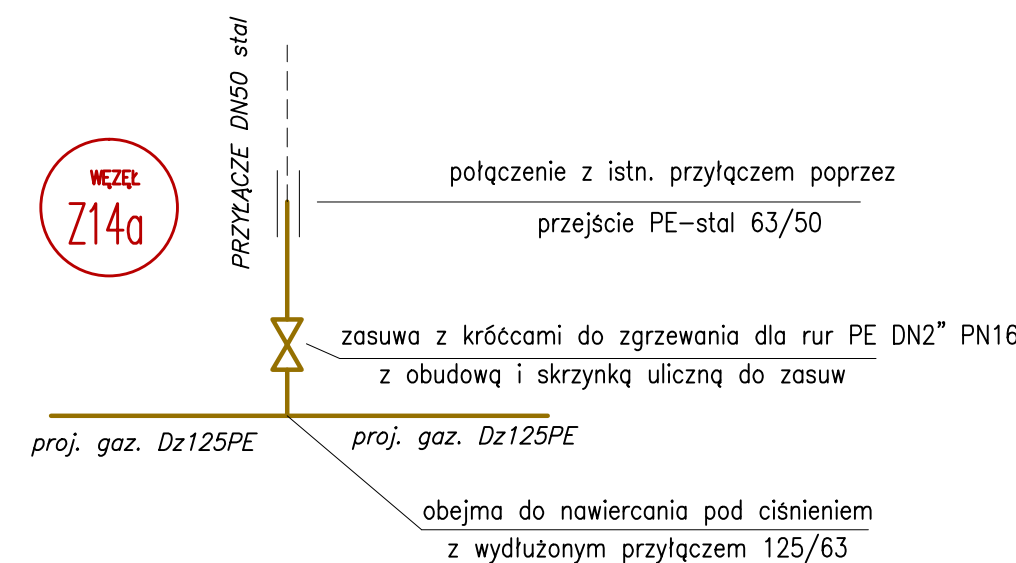 PRZYŁĄCZE DN50 stal
WĘZEŁ
Z14a
połączenie z istn. przyłączem poprzez
przejście PE-stal 63/50
zasuwa z króćcami do zgrzewania dla rur PE DN2" PN16
z obudową i skrzynką uliczną do zasuw
proj. gaz. Dz125PE
proj. gaz. Dz125PE
obejma do nawiercania pod ciśnieniem
z wydłużonym przyłączem 125/63